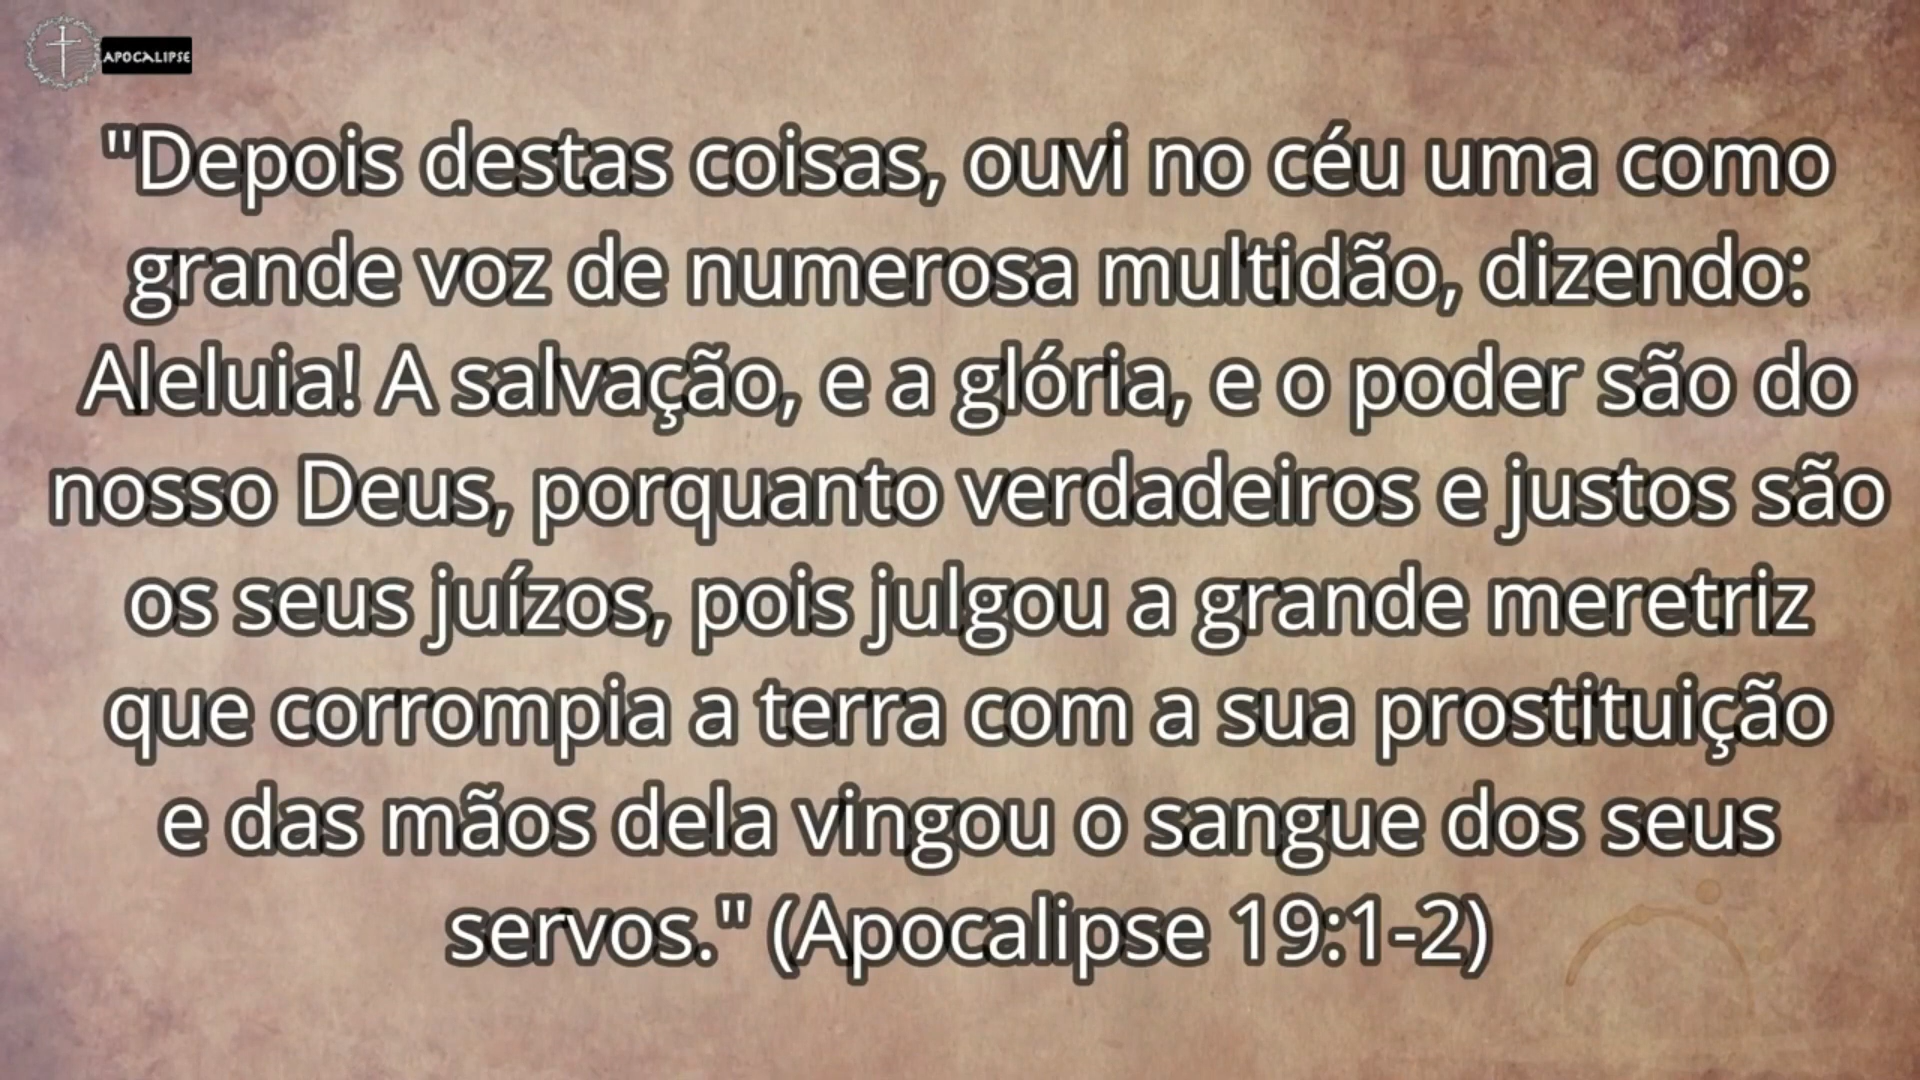 APOCALIPSE
"Depois destas coisas, ouvi no céu uma como
grande voz de numerosa multidão, dizendo:
Aleluia! A salvação, e a glória, e o poder são do
nosso Deus, porquanto verdadeiros e justos são
os seus juízos, pois julgou a grande meretriz
que corrompia a terra com a sua prostituição
e das mãos dela vingou o sangue dos seus
servos." (Apocalipse 19:1-2)